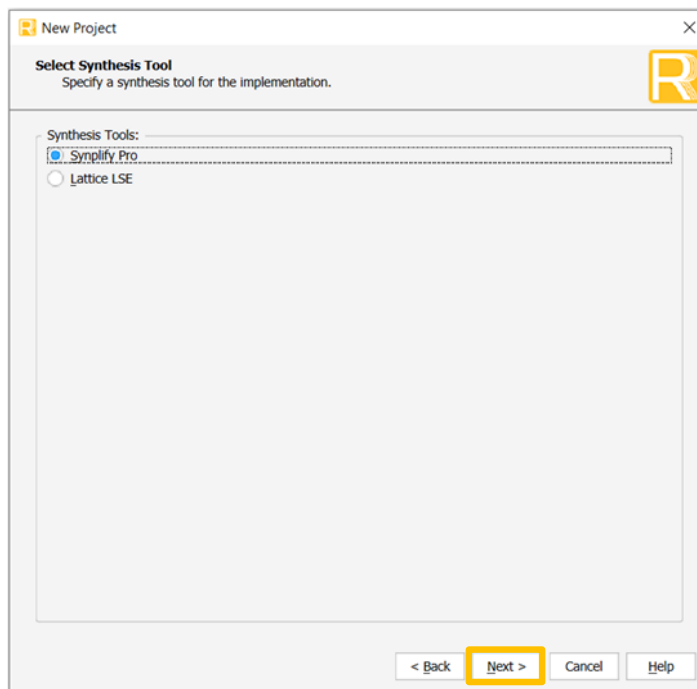 New Project
Select Synthesis Tool
Specify a synthesis tool for the implementation.
Synthesis Tools:
Synplify Pro
Lattice LSE
< Back Next > Cancel Help